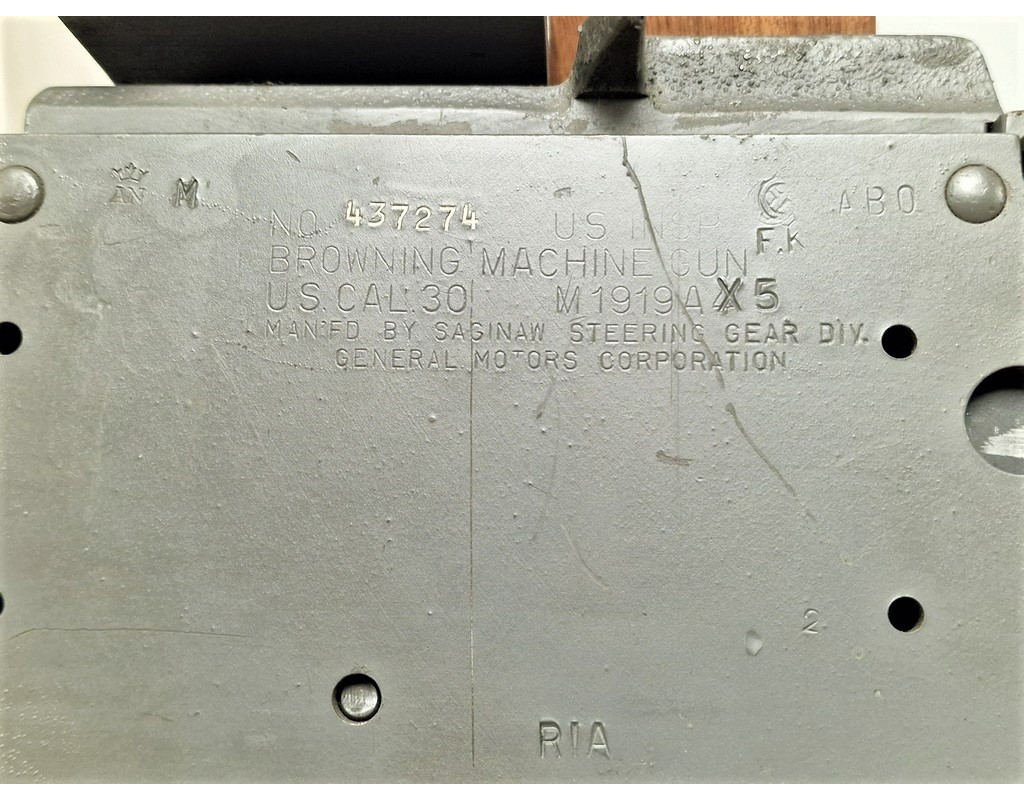 AN M
NO. 437274 US INSP ABO
F.K
BROWNING MACHINE GUN
U.S. CAL. 30 M1919A X5
MAN'FD BY SAGINAW STEERING GEAR DIV.
GENERAL MOTORS CORPORATION
2
RIA